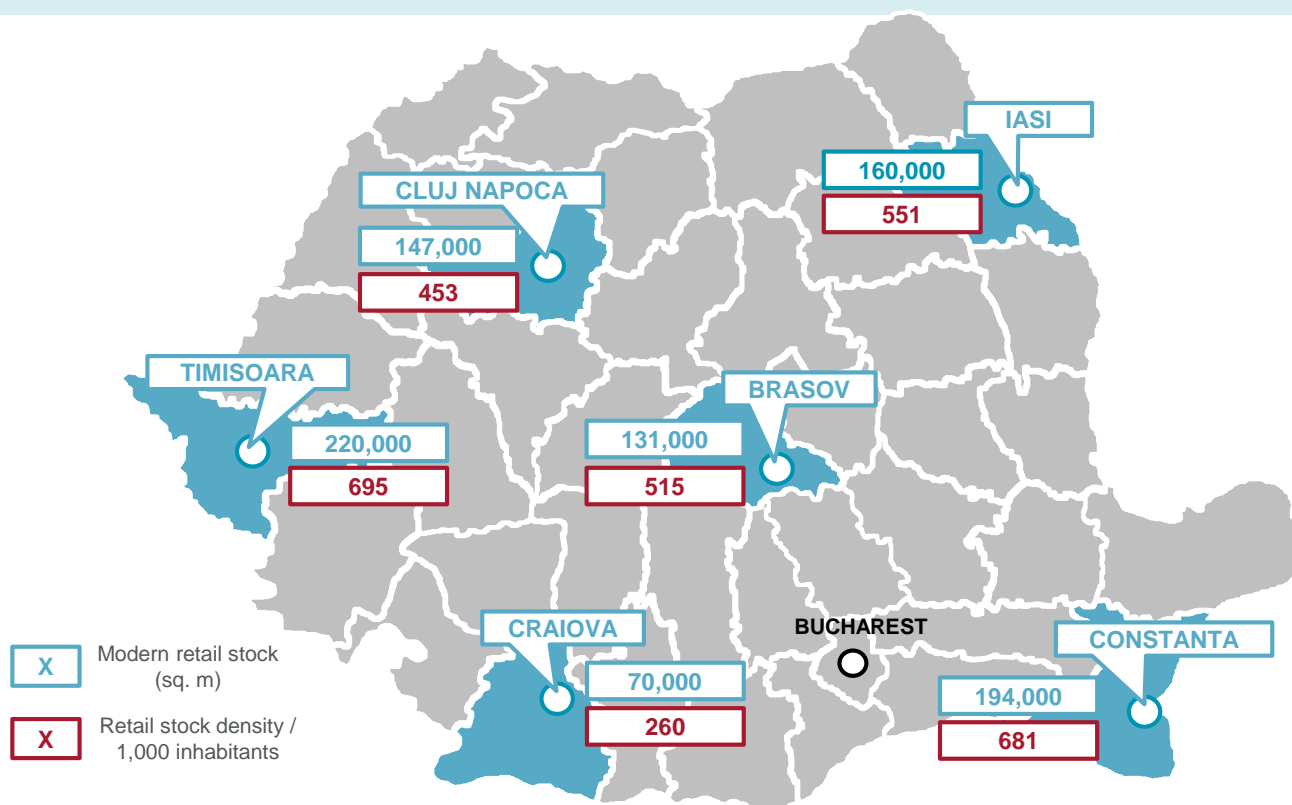 IASI
160,000
551
CLUJ NAPOCA
147,000
453
TIMISOARA
220,000
695
BRASOV
131,000
515
CRAIOVA
70,000
260
BUCHAREST
CONSTANTA
194,000
681
X
Modern retail stock
(sq. m)
X
Retail stock density /
1,000 inhabitants